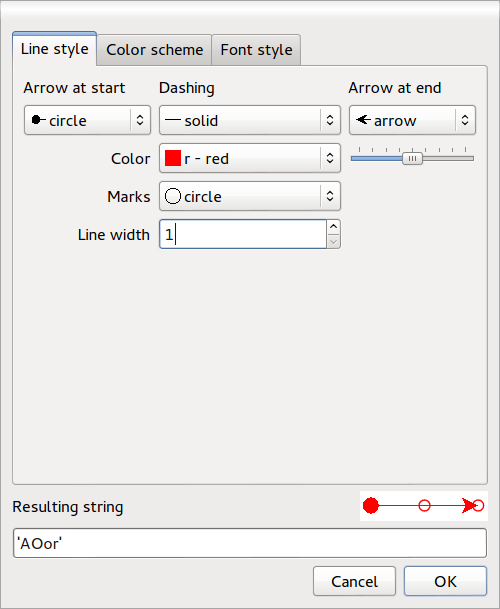 Line style Color scheme Font style
Arrow at start Dashing Arrow at end
circle solid arrow
Color r - red
Marks circle
Line width 1
Resulting string
'AOor'
Cancel OK